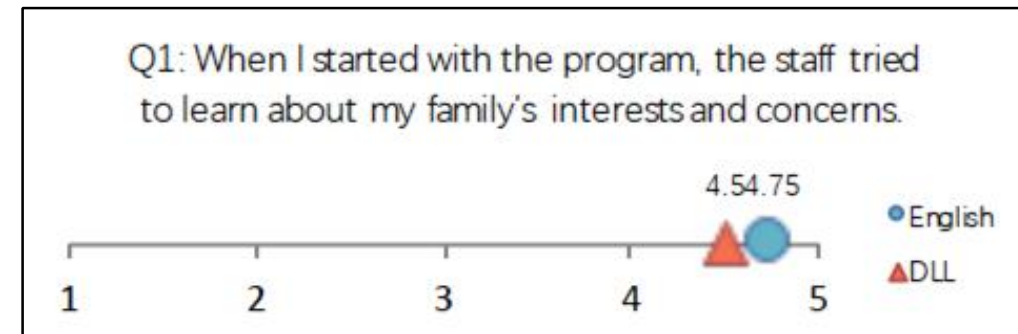 Q1: When I started with the program, the staff tried
to learn about my family's interests and concerns.
4.54.75
English
DLL
1 2 3 4 5